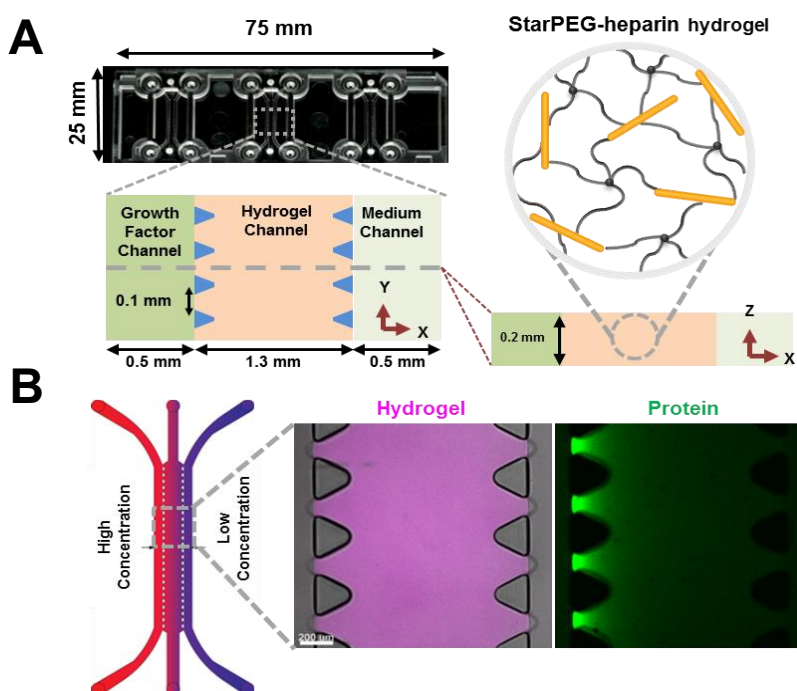 A
75 mm
25 mm
StarPEG-heparin hydrogel
Growth
Factor
Channel
Hydrogel
Channel
Medium
Channel
0.1 mm
Y
X
0.5 mm
1.3 mm
0.5 mm
0.2 mm
Z
X
B
High
Concentration
Low
Concentration
Hydrogel
Protein
200 um